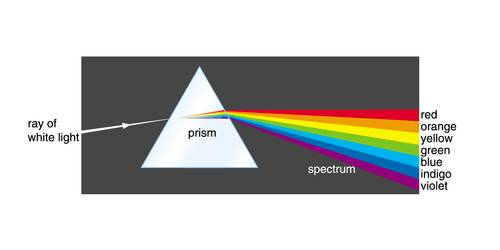 ray of
white light
prism
spectrum
red
orange
yellow
green
blue
indigo
violet